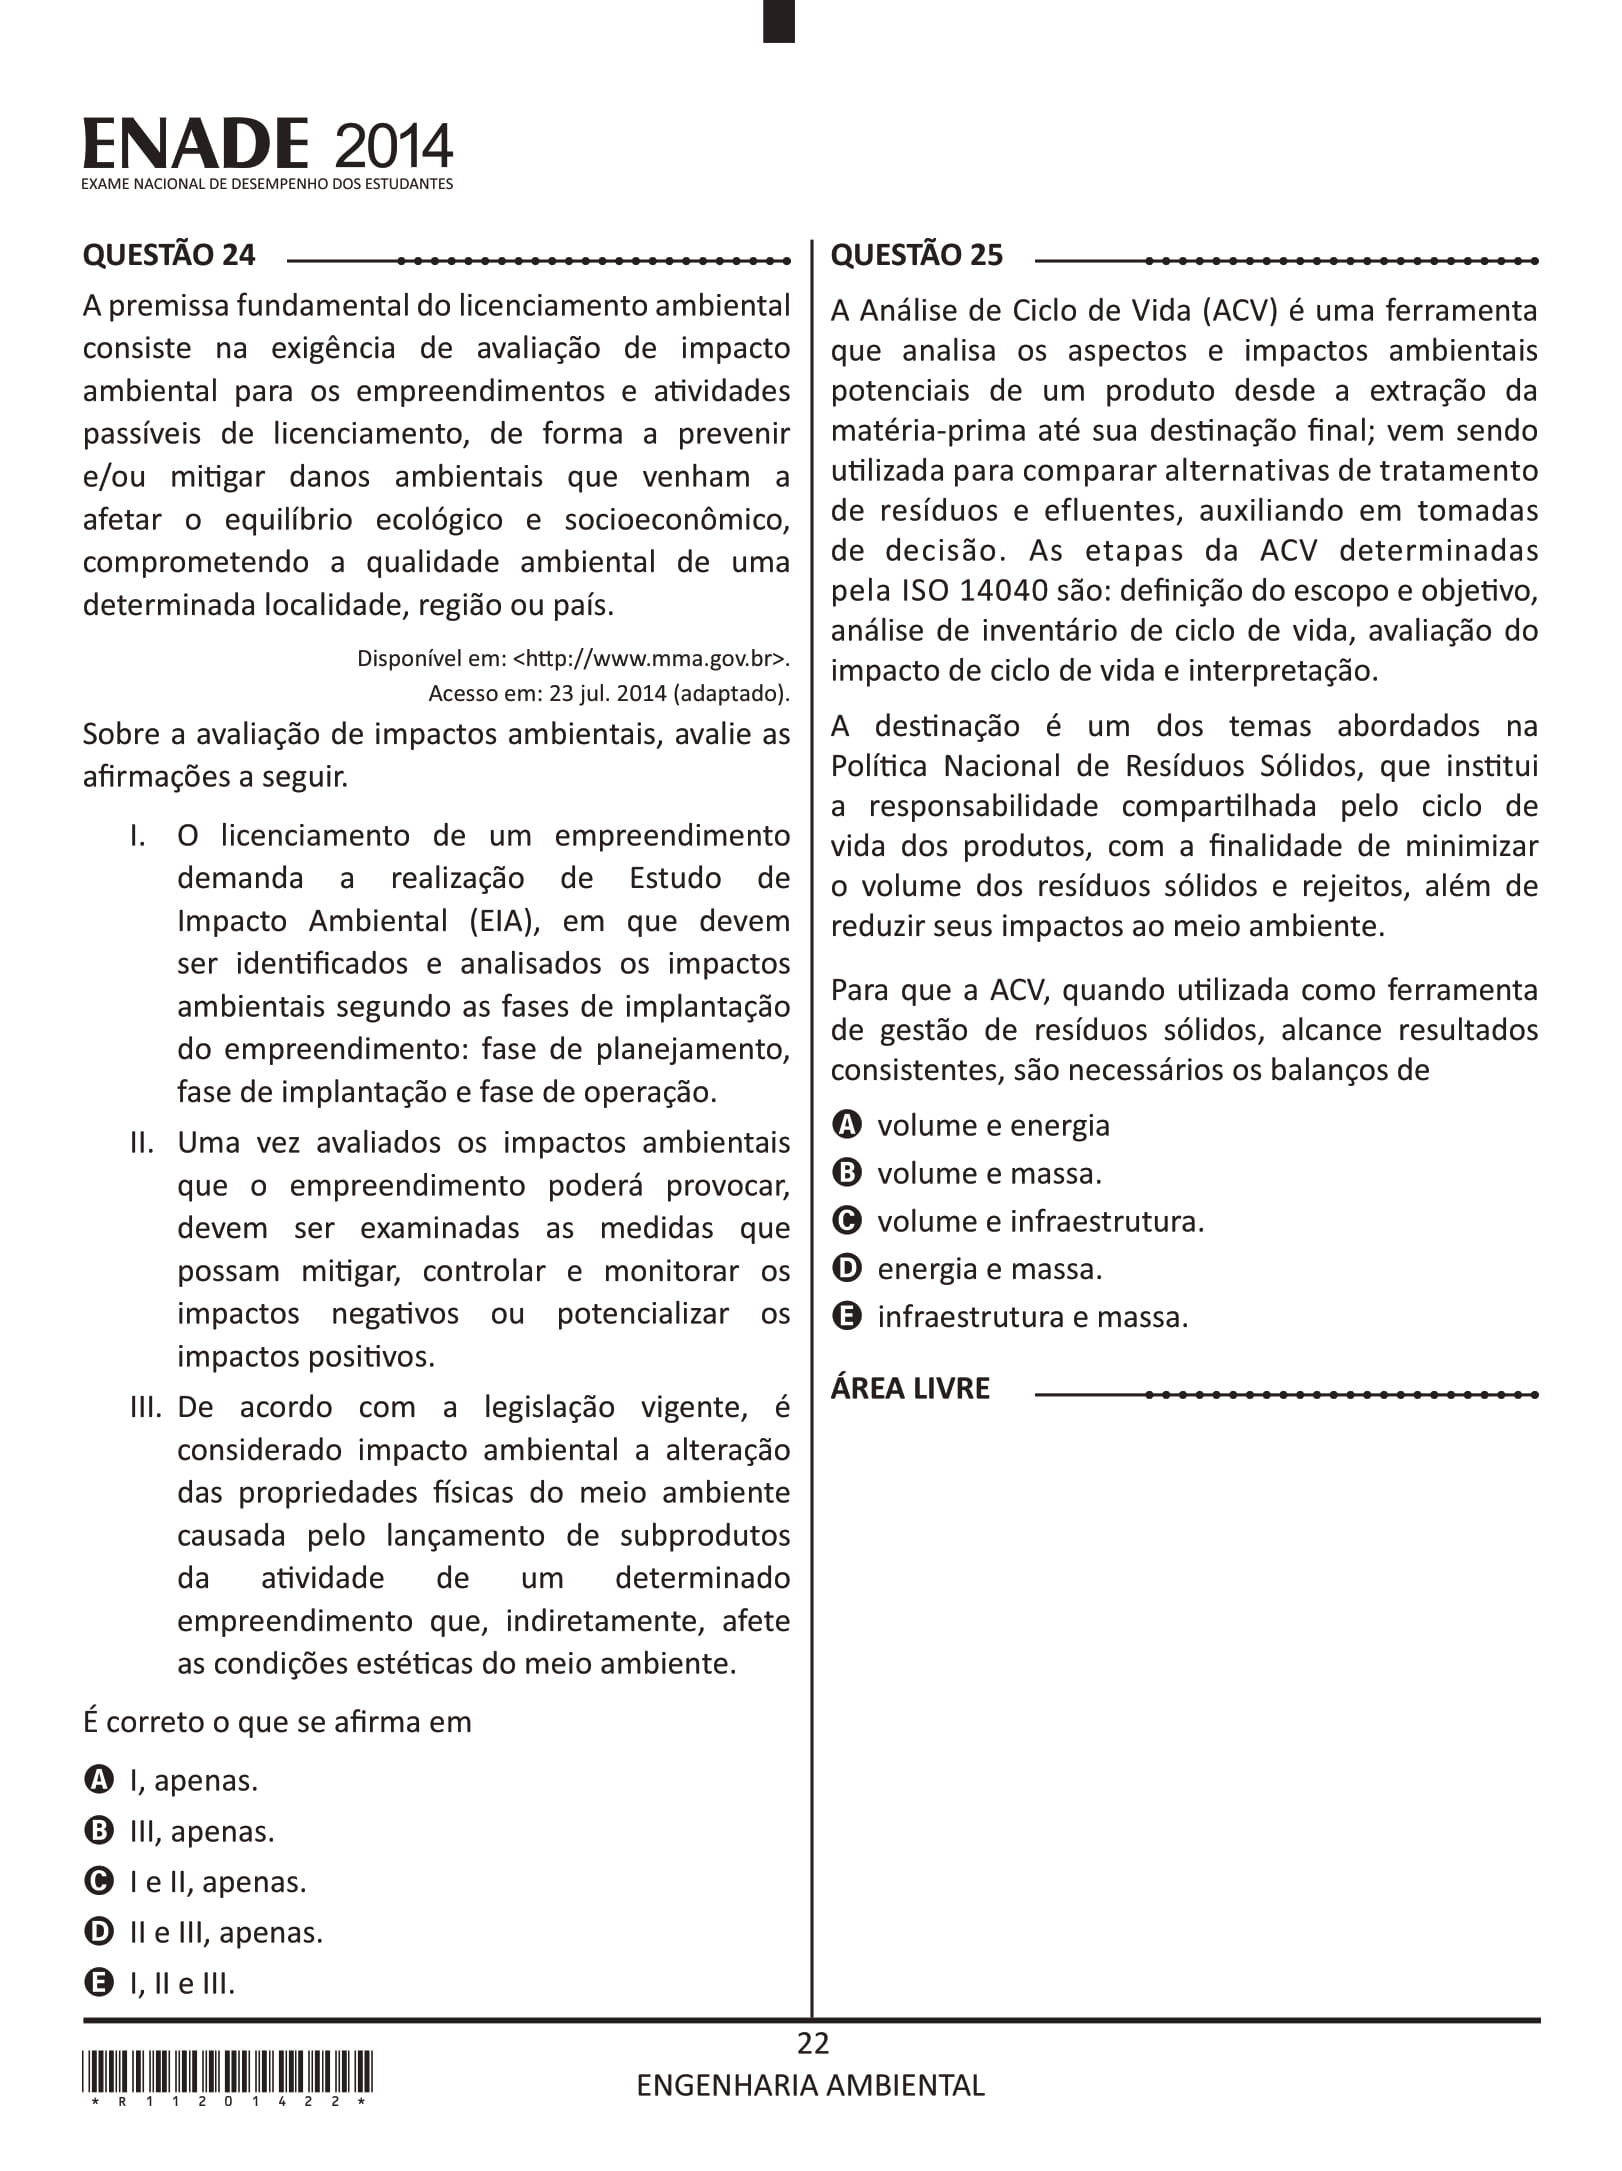 ENADE 2014
EXAME NACIONAL DE DESEMPENHO DOS ESTUDANTES
QUESTÃO 24
A premissa fundamental do licenciamento ambiental
consiste na exigência de avaliação de impacto
ambiental para os empreendimentos e atividades
passíveis de licenciamento, de forma a prevenir
e/ou mitigar danos ambientais que venham a
afetar o equilíbrio ecológico e socioeconômico,
comprometendo a qualidade ambiental de uma
determinada localidade, região ou país.
Disponível em: <http://www.mma.gov.br>.
Acesso em: 23 jul. 2014 (adaptado).
Sobre a avaliação de impactos ambientais, avalie as
afirmações a seguir.
I. O licenciamento de um empreendimento
demanda a realização de Estudo de
Impacto Ambiental (EIA), em que devem
ser identificados e analisados os impactos
ambientais segundo as fases de implantação
do empreendimento: fase de planejamento,
fase de implantação e fase de operação.
II. Uma vez avaliados os impactos ambientais
que o empreendimento poderá provocar,
devem ser examinadas as medidas que
possam mitigar, controlar e monitorar os
impactos negativos ou potencializar os
impactos positivos.
III. De acordo com a legislação vigente, é
considerado impacto ambiental a alteração
das propriedades físicas do meio ambiente
causada pelo lançamento de subprodutos
da atividade de um determinado
empreendimento que, indiretamente, afete
as condições estéticas do meio ambiente.
É correto o que se afirma em
A I, apenas.
B III, apenas.
C I e II, apenas.
D II e III, apenas.
E I, II e III.
QUESTÃO 25
A Análise de Ciclo de Vida (ACV) é uma ferramenta
que analisa os aspectos e impactos ambientais
potenciais de um produto desde a extração da
matéria-prima até sua destinação final; vem sendo
utilizada para comparar alternativas de tratamento
de resíduos e efluentes, auxiliando em tomadas
de decisão. As etapas da ACV determinadas
pela ISO 14040 são: definição do escopo e objetivo,
análise de inventário de ciclo de vida, avaliação do
impacto de ciclo de vida e interpretação.
A destinação é um dos temas abordados na
Política Nacional de Resíduos Sólidos, que institui
a responsabilidade compartilhada pelo ciclo de
vida dos produtos, com a finalidade de minimizar
o volume dos resíduos sólidos e rejeitos, além de
reduzir seus impactos ao meio ambiente.
Para que a ACV, quando utilizada como ferramenta
de gestão de resíduos sólidos, alcance resultados
consistentes, são necessários os balanços de
A volume e energia
B volume e massa.
C volume e infraestrutura.
D energia e massa.
E infraestrutura e massa.
ÁREA LIVRE
22
ENGENHARIA AMBIENTAL
*R11201422*